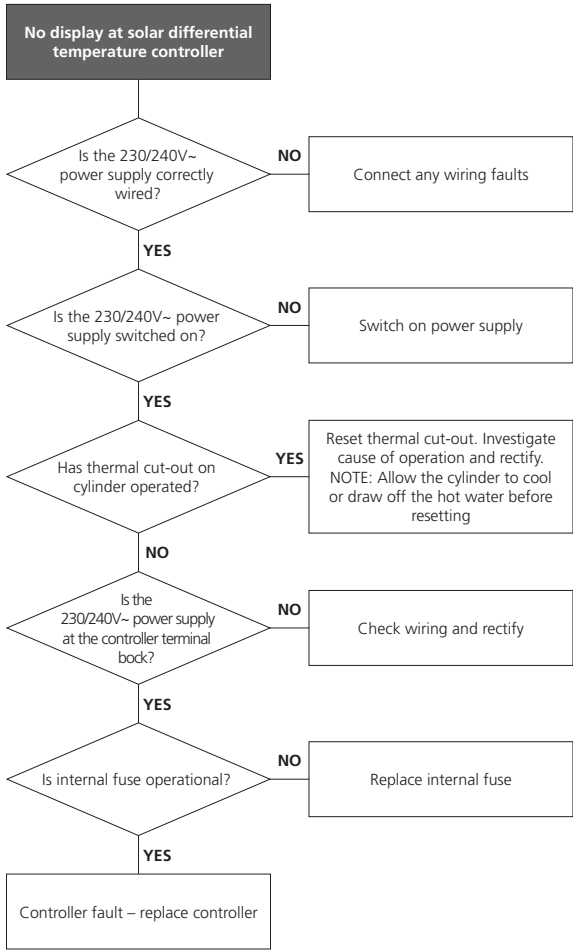 No display at solar differential
temperature controller
Is the 230/240V~
power supply correctly
wired?
NO
Connect any wiring faults
YES
Is the 230/240V~ power
supply switched on?
NO
Switch on power supply
YES
Has thermal cut-out on
cylinder operated?
YES
Reset thermal cut-out. Investigate
cause of operation and rectify.
NOTE: Allow the cylinder to cool
or draw off the hot water before
resetting
NO
Is the
230/240V~ power supply
at the controller terminal
bock?
NO
Check wiring and rectify
YES
Is internal fuse operational?
NO
Replace internal fuse
YES
Controller fault – replace controller